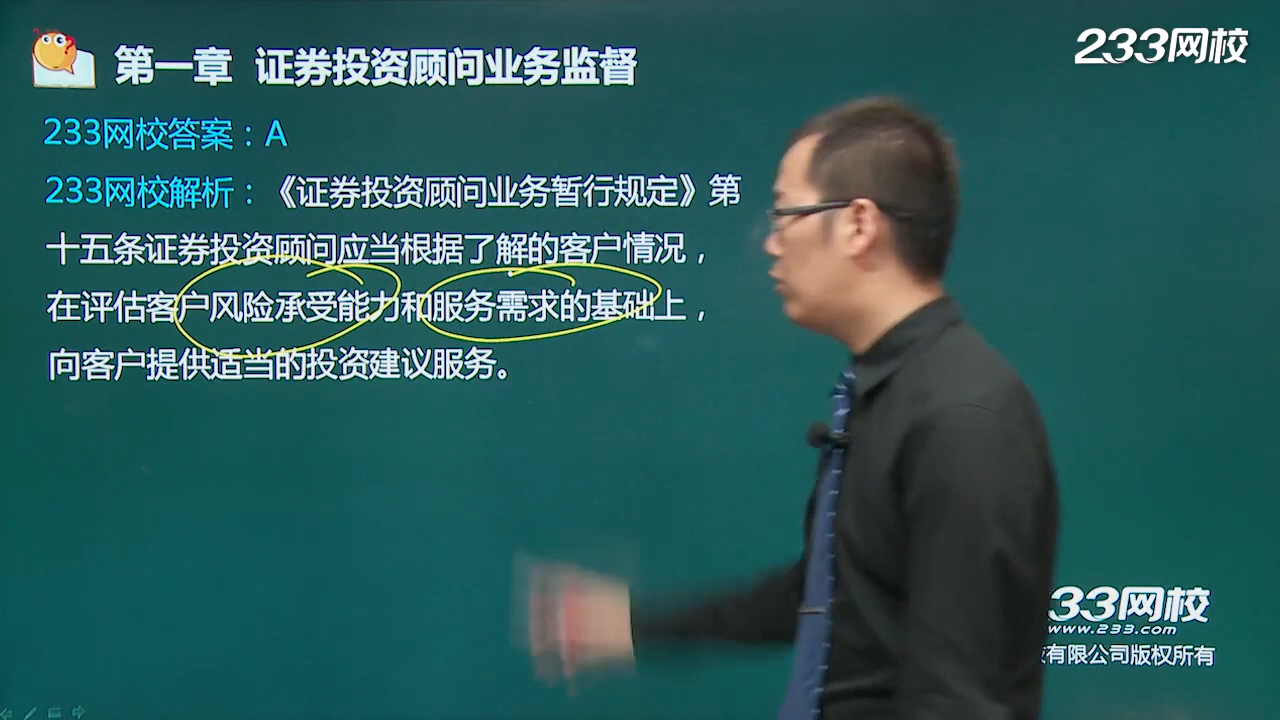 第一章 证券投资顾问业务监督
233网校
233网校答案：A
233网校解析：《证券投资顾问业务暂行规定》第
十五条证券投资顾问应当根据了解的客户情况，
在评估客户风险承受能力和服务需求的基础上，
向客户提供适当的投资建议服务。
33网校
www.233.com
有限公司版权所有